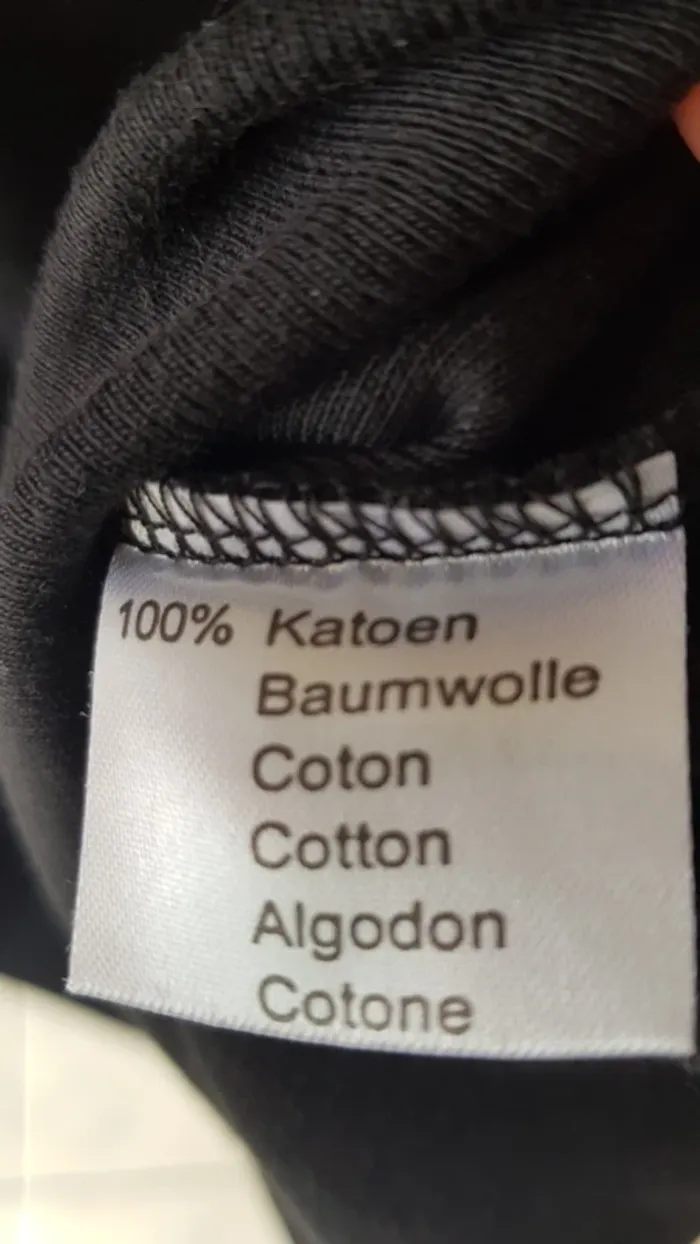 100% Katoen
Baumwolle
Coton
Cotton
Algodon
Cotone